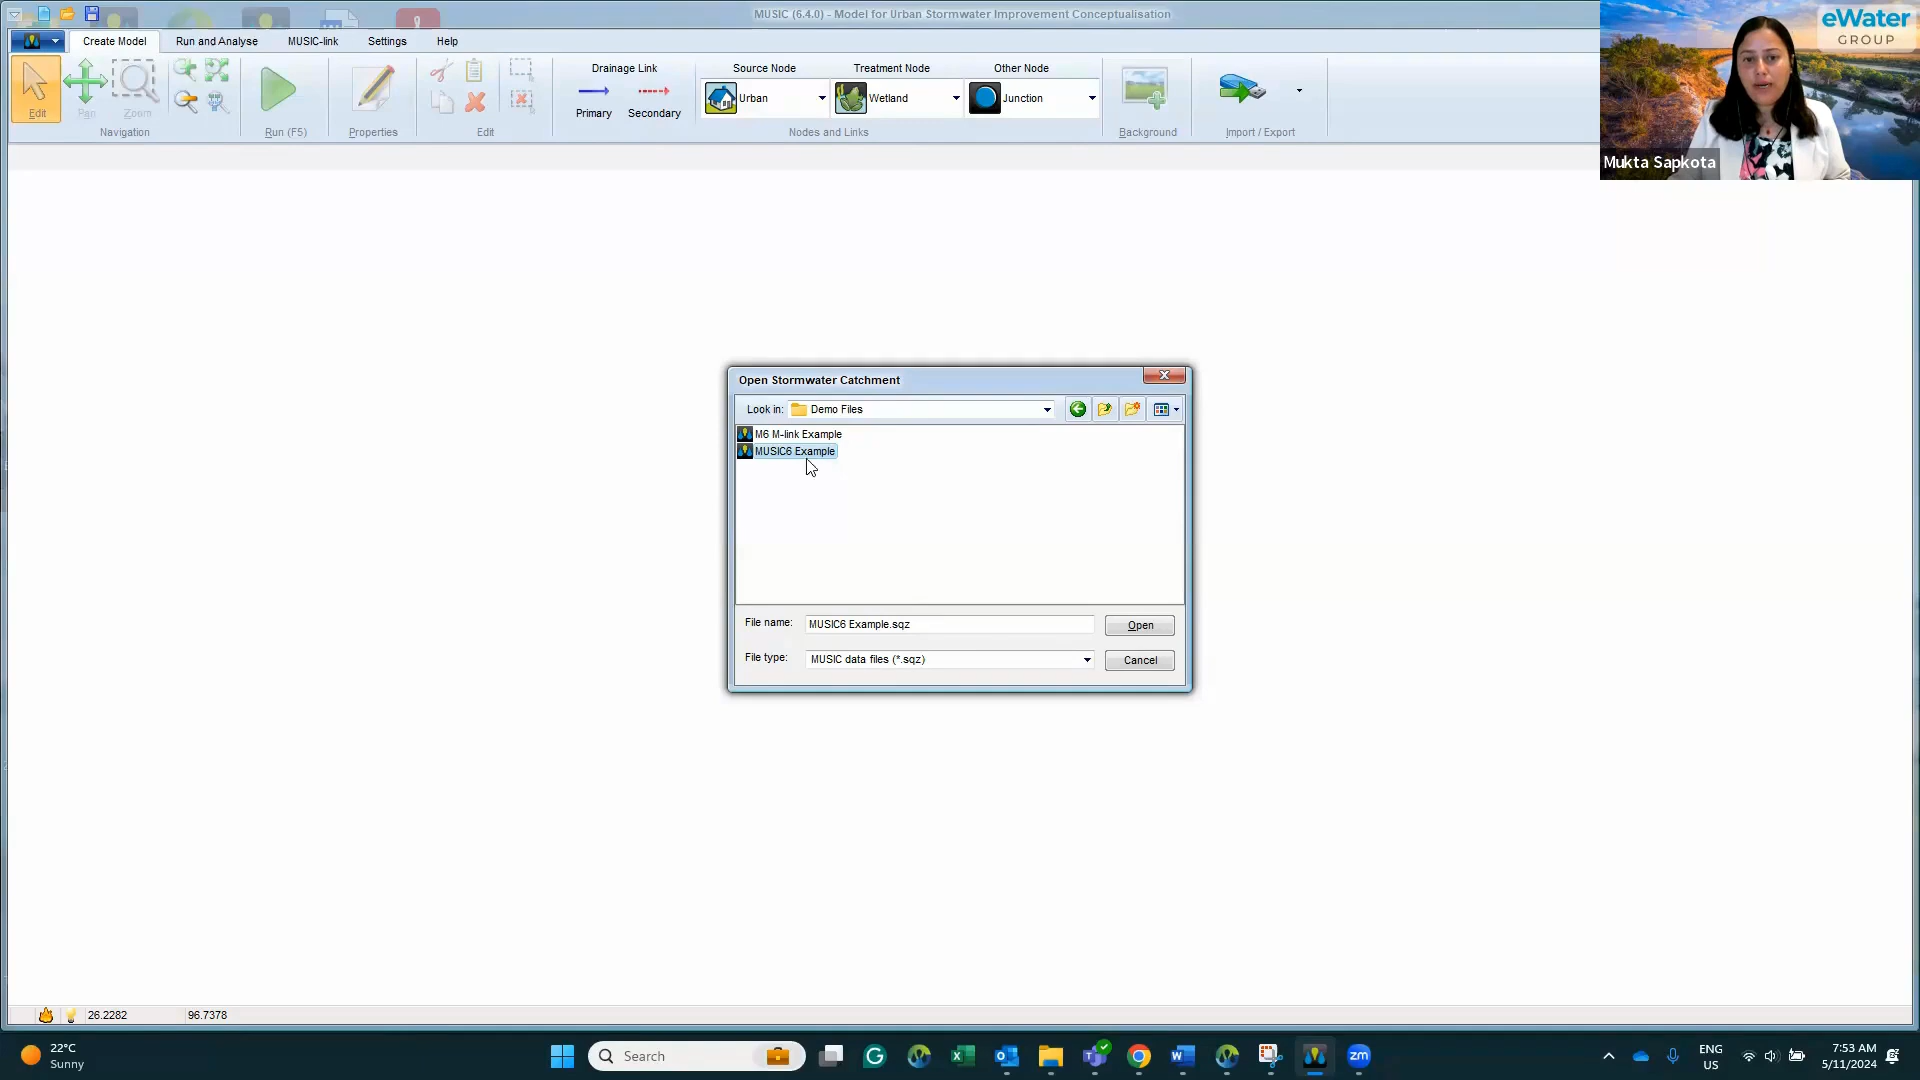 MUSIC (6.4.0) - Model for Urban Stormwater Improvement Conceptualisation
eWater
GROUP
Mukta Sapkota
Create Model
Run and Analyse
MUSIC-link
Settings
Help
Edit
Pan
Zoom
Navigation
Run (F5)
Properties
Edit
Drainage Link
Primary
Secondary
Source Node
Urban
Treatment Node
Wetland
Other Node
Junction
Nodes and Links
Background
Import / Export
Open Stormwater Catchment
Look in:
Demo Files
M6 M-link Example
MUSIC6 Example
File name:
MUSIC6 Example.sqz
Open
File type:
MUSIC data files (*.sqz)
Cancel
26.2282
96.7378
22°C
Sunny
Search
zm
ENG
US
7:53 AM
5/11/2024